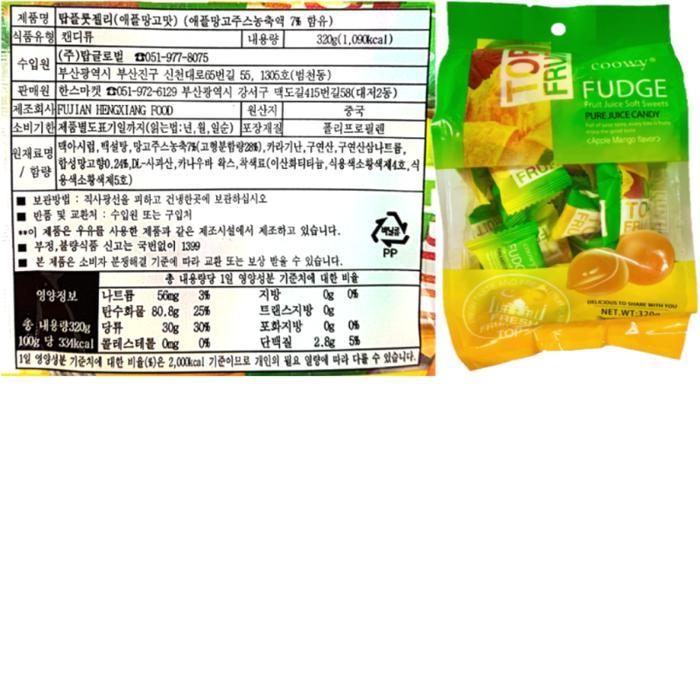 제품명 탑플룻젤리(애플망고맛) (애플망고주스농축액 7% 함유)
식품유형 캔디류 내용량 320g(1,090kcal)
수입원 (주)탑글로벌 ☎051-977-8075
부산광역시 부산진구 신천대로65번길 55, 1306호(범천동)
판매원 한스마켓 ☎051-972-6129 부산광역시 강서구 맥도길415번길58(대저2동)
제조회사 FUJIAN HENGXIANG FOOD 원산지 중국
소비기한 제품별도표기일까지(읽는법:년,월,일순) 포장재질 폴리프로필렌
원재료명 / 함량 맥아시럽, 백설탕, 망고주스농축7%(고형분함량28%), 카라기난, 구연산, 구연산삼나트륨,
합성망고향0.24%, DL-사과산, 카나우바 왁스, 착색료(이산화티타늄, 식용색소황색제4호, 식
용색소황색제5호)
■ 보관방법 : 직사광선을 피하고 건냉한곳에 보관하십시오
■ 반품 및 교환처 : 수입원 또는 구입처
**이 제품은 우유를 사용한 제품과 같은 제조시설에서 제조하고 있습니다.
■ 부정,불량식품 신고는 국번없이 1399
■ 본 제품은 소비자 분쟁해결 기준에 따라 교환 또는 보상 받을 수 있습니다.
비닐류
PP
영양정보
총 내용량320g
100g 당 334kcal
총 내용량당 1일 영양성분 기준치에 대한 비율
나트륨 56mg 3% 지방 0g 0%
탄수화물 80.8g 25% 트랜스지방 0g
당류 30g 30% 포화지방 0g 0%
콜레스테롤 0mg 0% 단백질 2.8g 5%
1일 영양성분 기준치에 대한 비율(%)은 2,000kcal 기준이므로 개인의 필요 열량에 따라 다를 수 있습니다.
COOWY®
FUDGE
Fruit Juice Soft Sweets
PURE JUICE CANDY
<Apple Mango flavor>
DELICIOUS TO SHARE WITH YOU
NET.WT:320g
FRESH